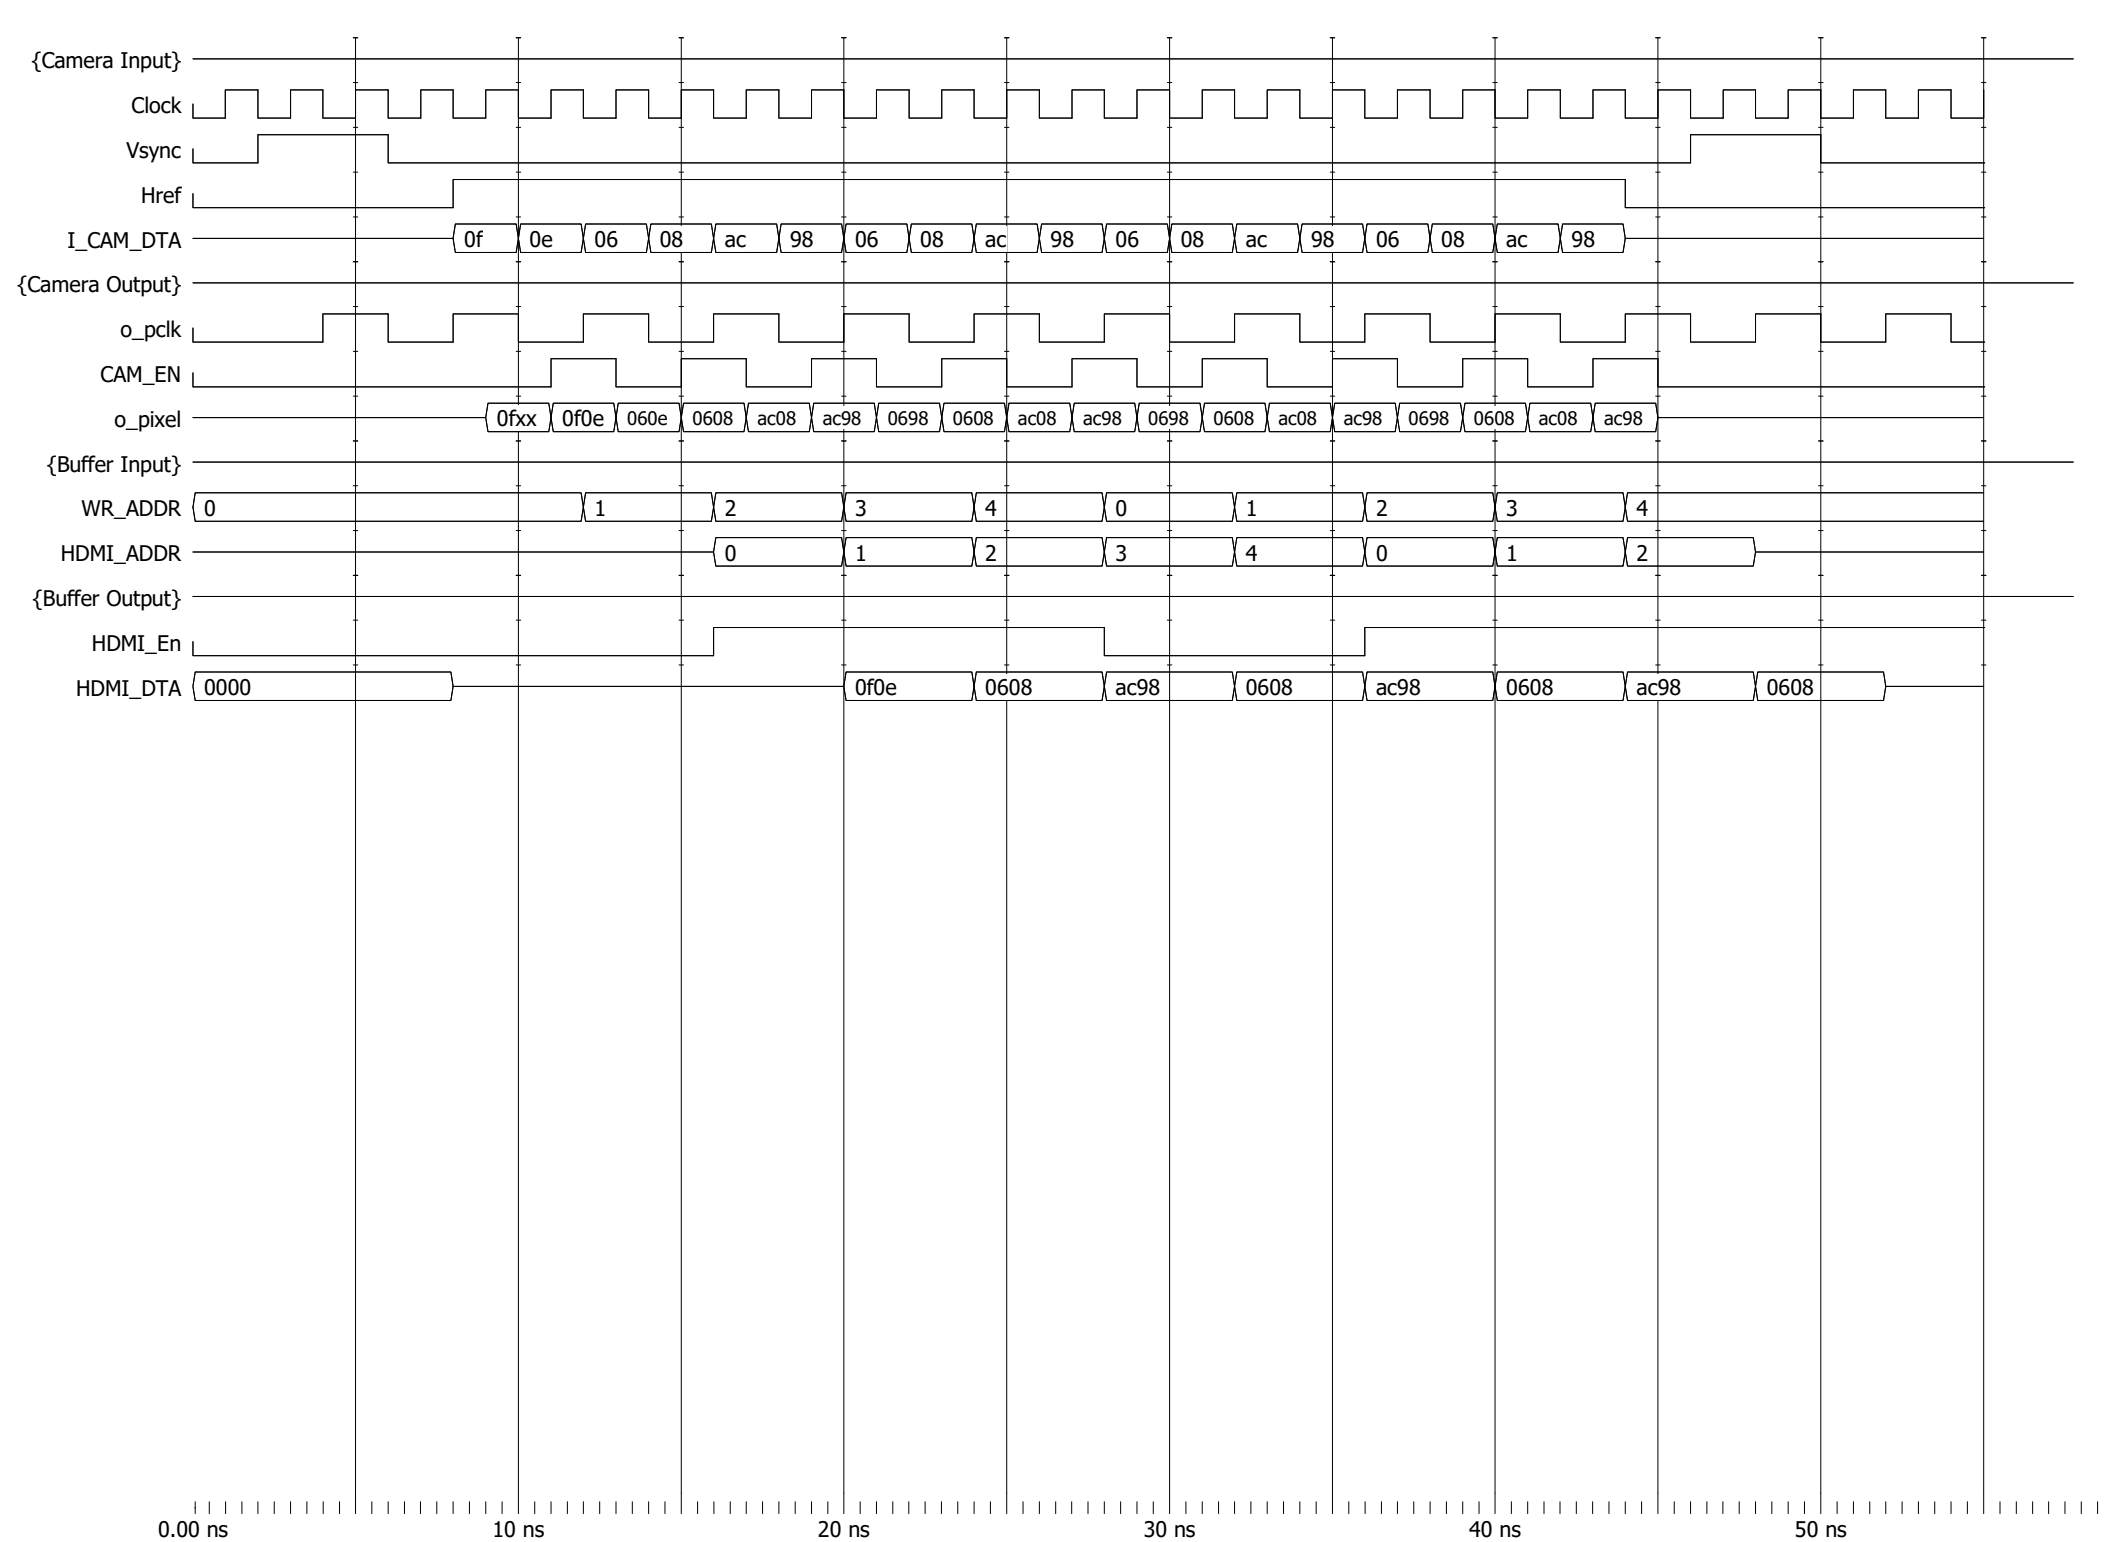 {Camera Input}
Clock
Vsync
Href
I_CAM_DTA 0f 0e 06 08 ac 98 06 08 ac 98 06 08 ac 98 06 08 ac 98
{Camera Output}
o_pclk
CAM_EN
o_pixel 0fxx 0f0e 060e 0608 ac08 ac98 0698 0608 ac08 ac98 0698 0608 ac08 ac98 0698 0608 ac08 ac98
{Buffer Input}
WR_ADDR 0 1 2 3 4 0 1 2 3 4
HDMI_ADDR 0 1 2 3 4 0 1 2
{Buffer Output}
HDMI_En
HDMI_DTA 0000 0f0e 0608 ac98 0608 ac98 0608 ac98 0608
0.00 ns 10 ns 20 ns 30 ns 40 ns 50 ns